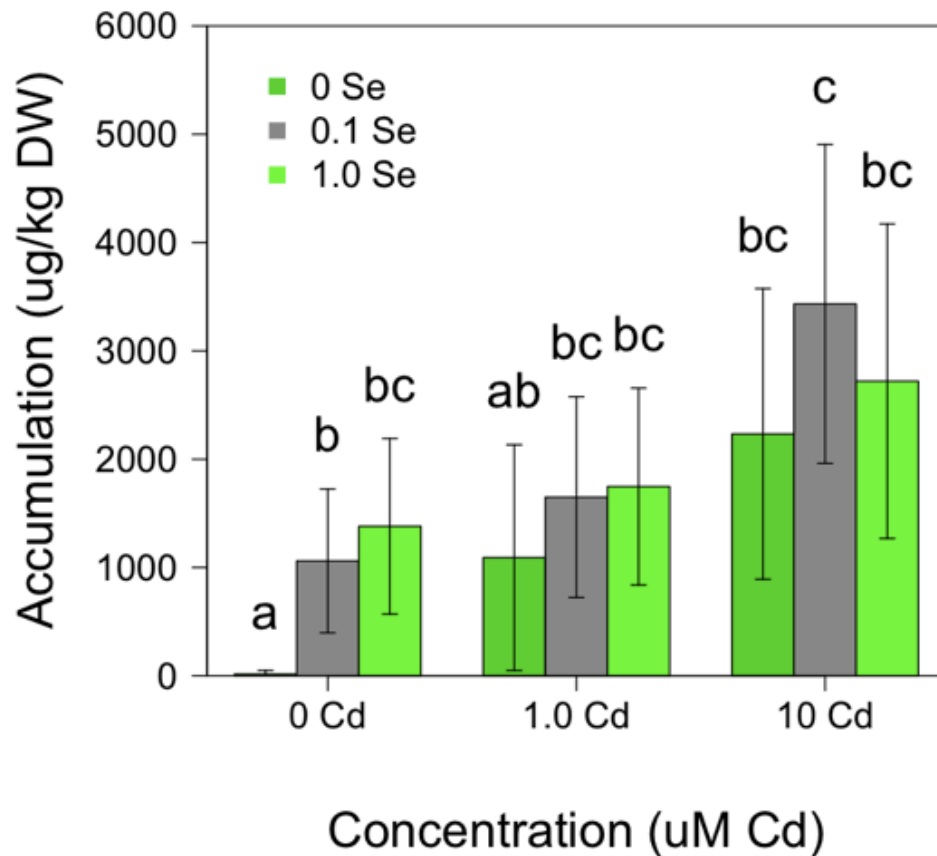 6000
5000
4000
3000
2000
1000
0
Accumulation (ug/kg DW)
0 Se
0.1 Se
1.0 Se
a
b
bc
ab
bc
bc
bc
c
bc
0 Cd
1.0 Cd
10 Cd
Concentration (uM Cd)